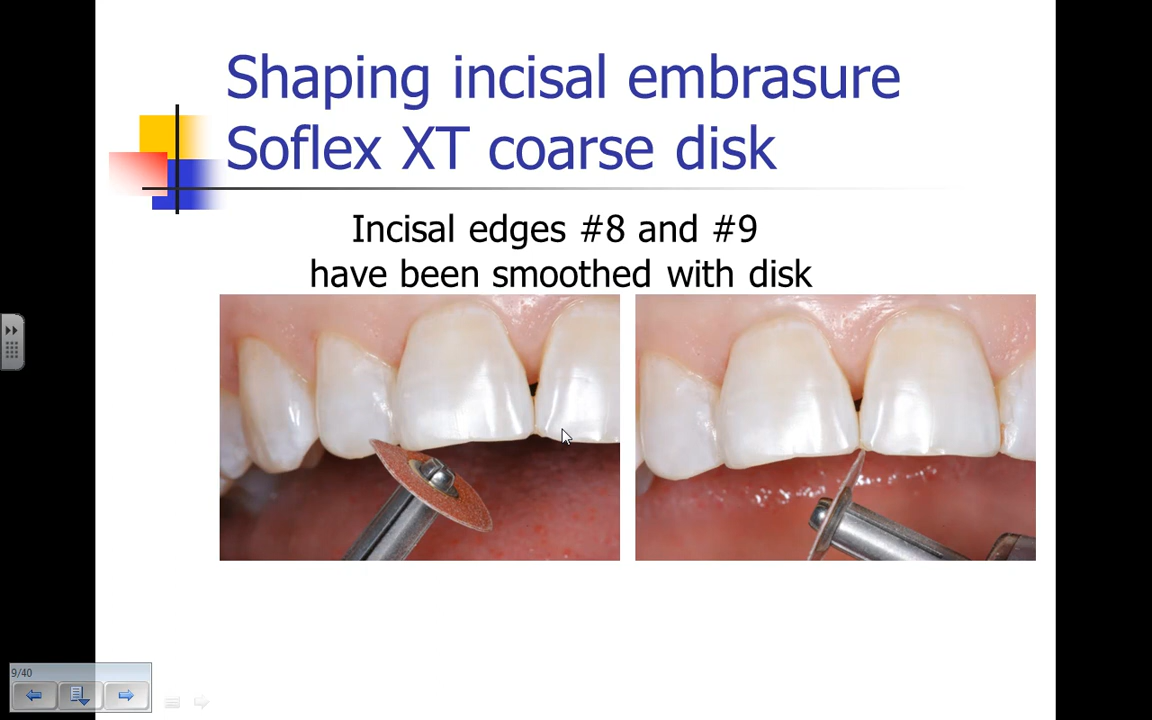 Shaping incisal embrasure
Soflex XT coarse disk
Incisal edges #8 and #9
have been smoothed with disk
9/40